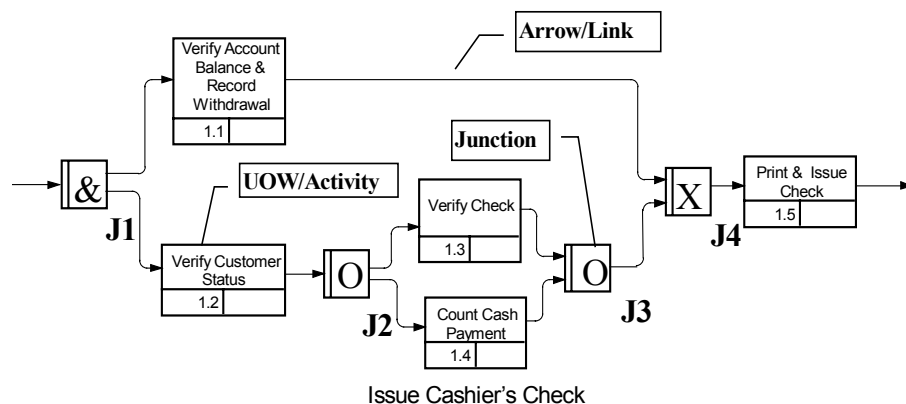 Verify Account
Balance &
Record
Withdrawal
1.1
Arrow/Link
Junction
UOW/Activity
&
J1
Verify Customer
Status
1.2
O
J2
Verify Check
1.3
Count Cash
Payment
1.4
O
J3
X
J4
Print & Issue
Check
1.5
Issue Cashier's Check